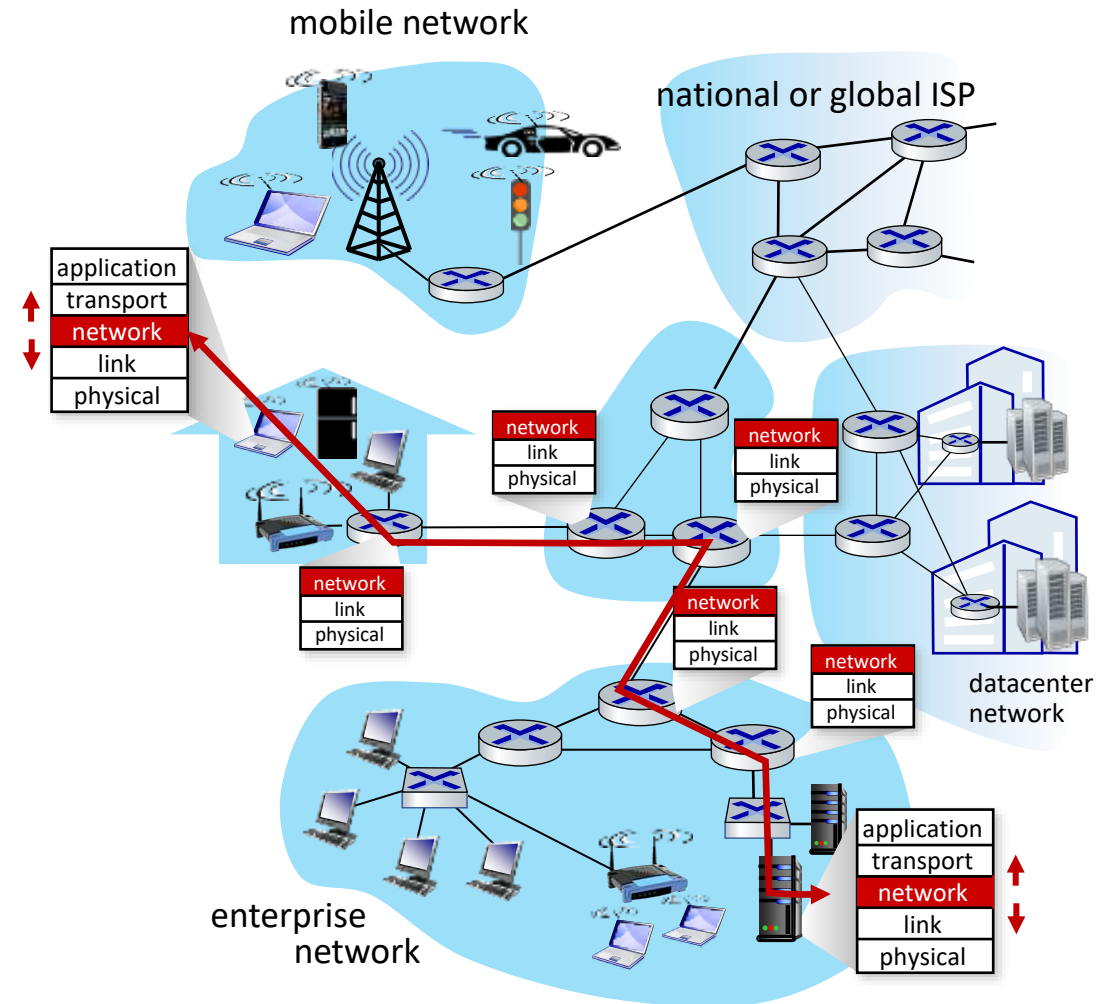 mobile network
national or global ISP
application
transport
network
link
physical
network
link
physical
network
link
physical
network
link
physical
network
link
physical
network
link
physical
datacenter
network
application
transport
network
link
physical
enterprise
network